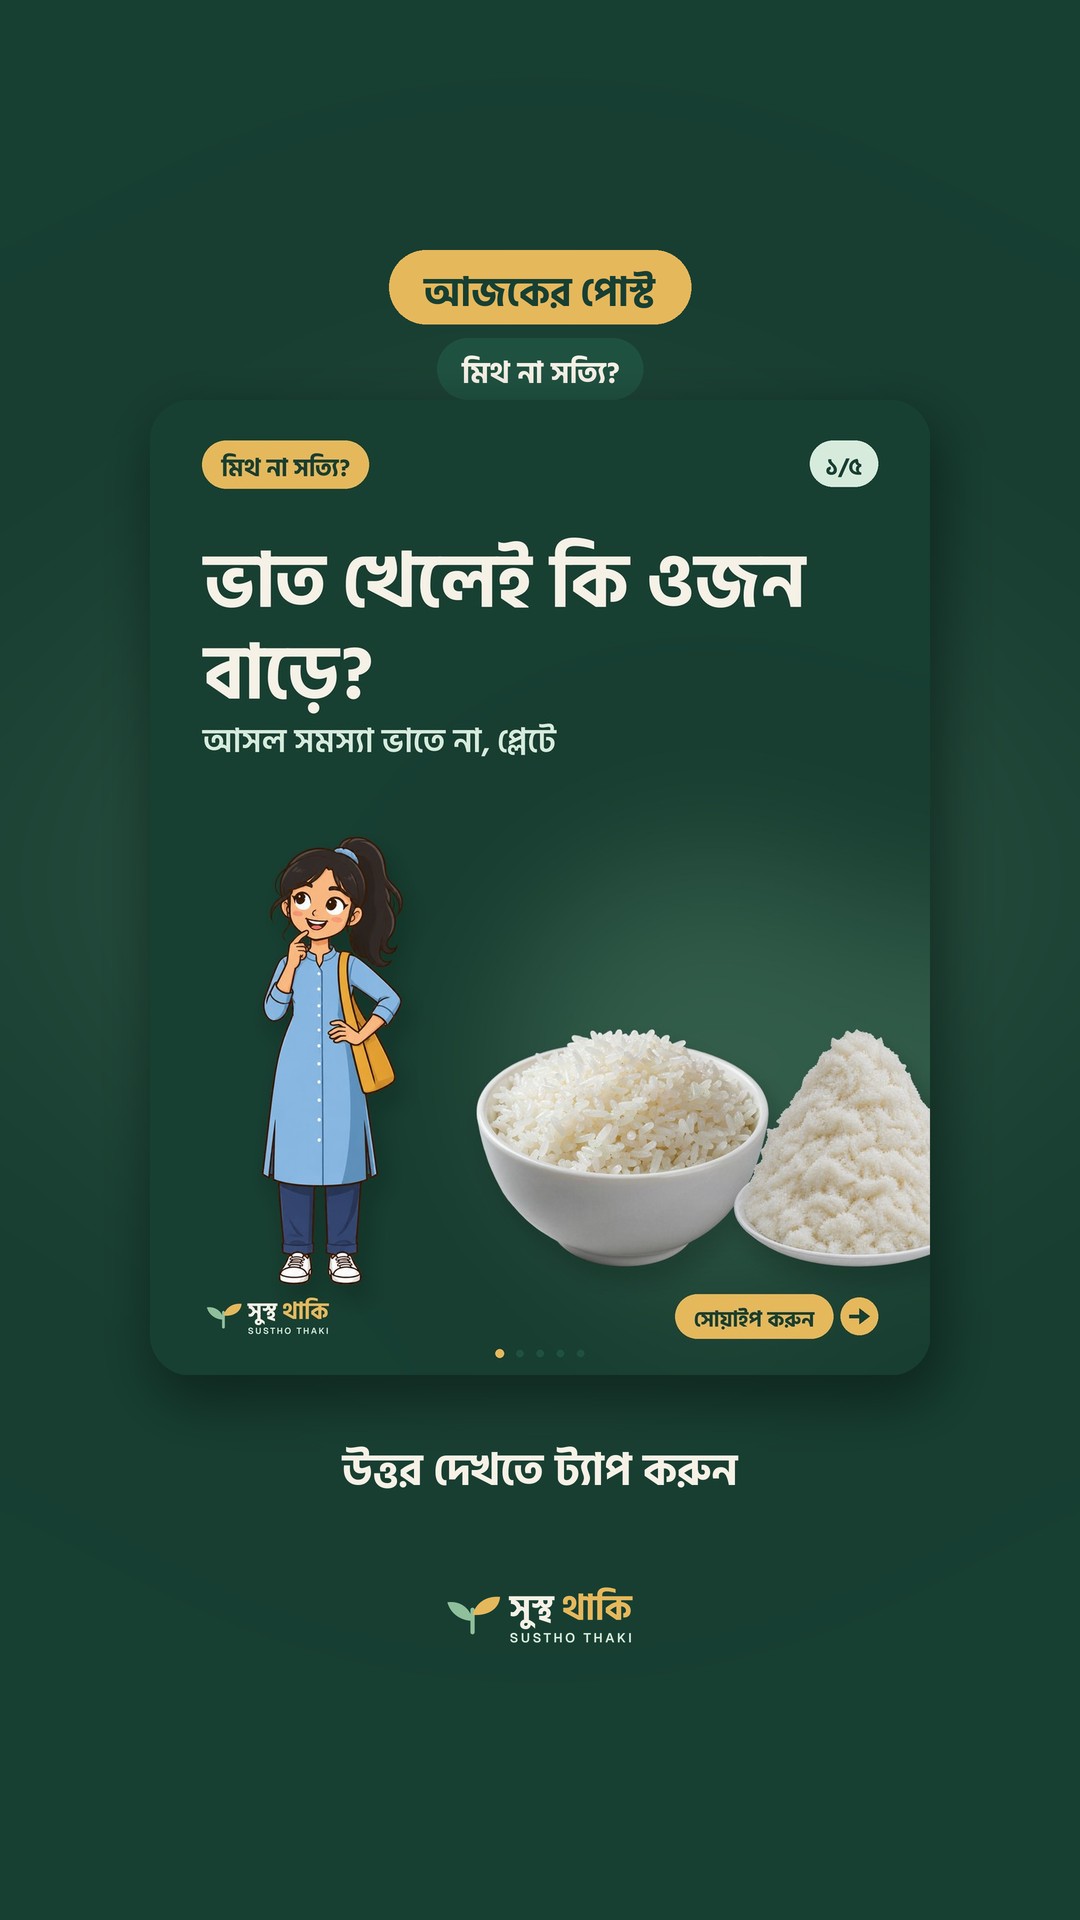 আজকের পোস্ট
মিথ না সত্যি?
মিথ না সত্যি?
১/৫
ভাত খেলেই কি ওজন
বাড়ে?
আসল সমস্যা ভাতে না, প্লেটে
সুস্থ থাকি
SUSTHO THAKI
সোয়াইপ করুন
উত্তর দেখতে ট্যাপ করুন
সুস্থ থাকি
SUSTHO THAKI